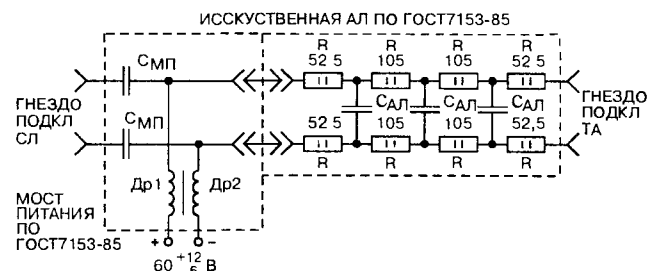 ИССКУСТВЕННАЯ АЛ ПО ГОСТ7153-85
R R R R
52 5 105 105 52 5
СМП
ГНЕЗДО
ПОДКЛ
СЛ
СМП
САЛ САЛ САЛ
ГНЕЗДО
ПОДКЛ
ТА
52 5 105 105 52,5
R R R R
Др1 Др2
МОСТ
ПИТАНИЯ
ПО
ГОСТ7153-85
+ −
60 +12 В
6